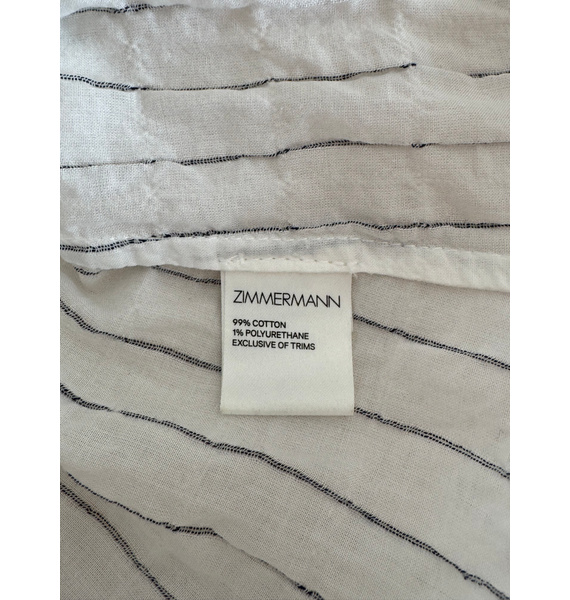 ZIMMERMANN
99% COTTON
1% POLYURETHANE
EXCLUSIVE OF TRIMS